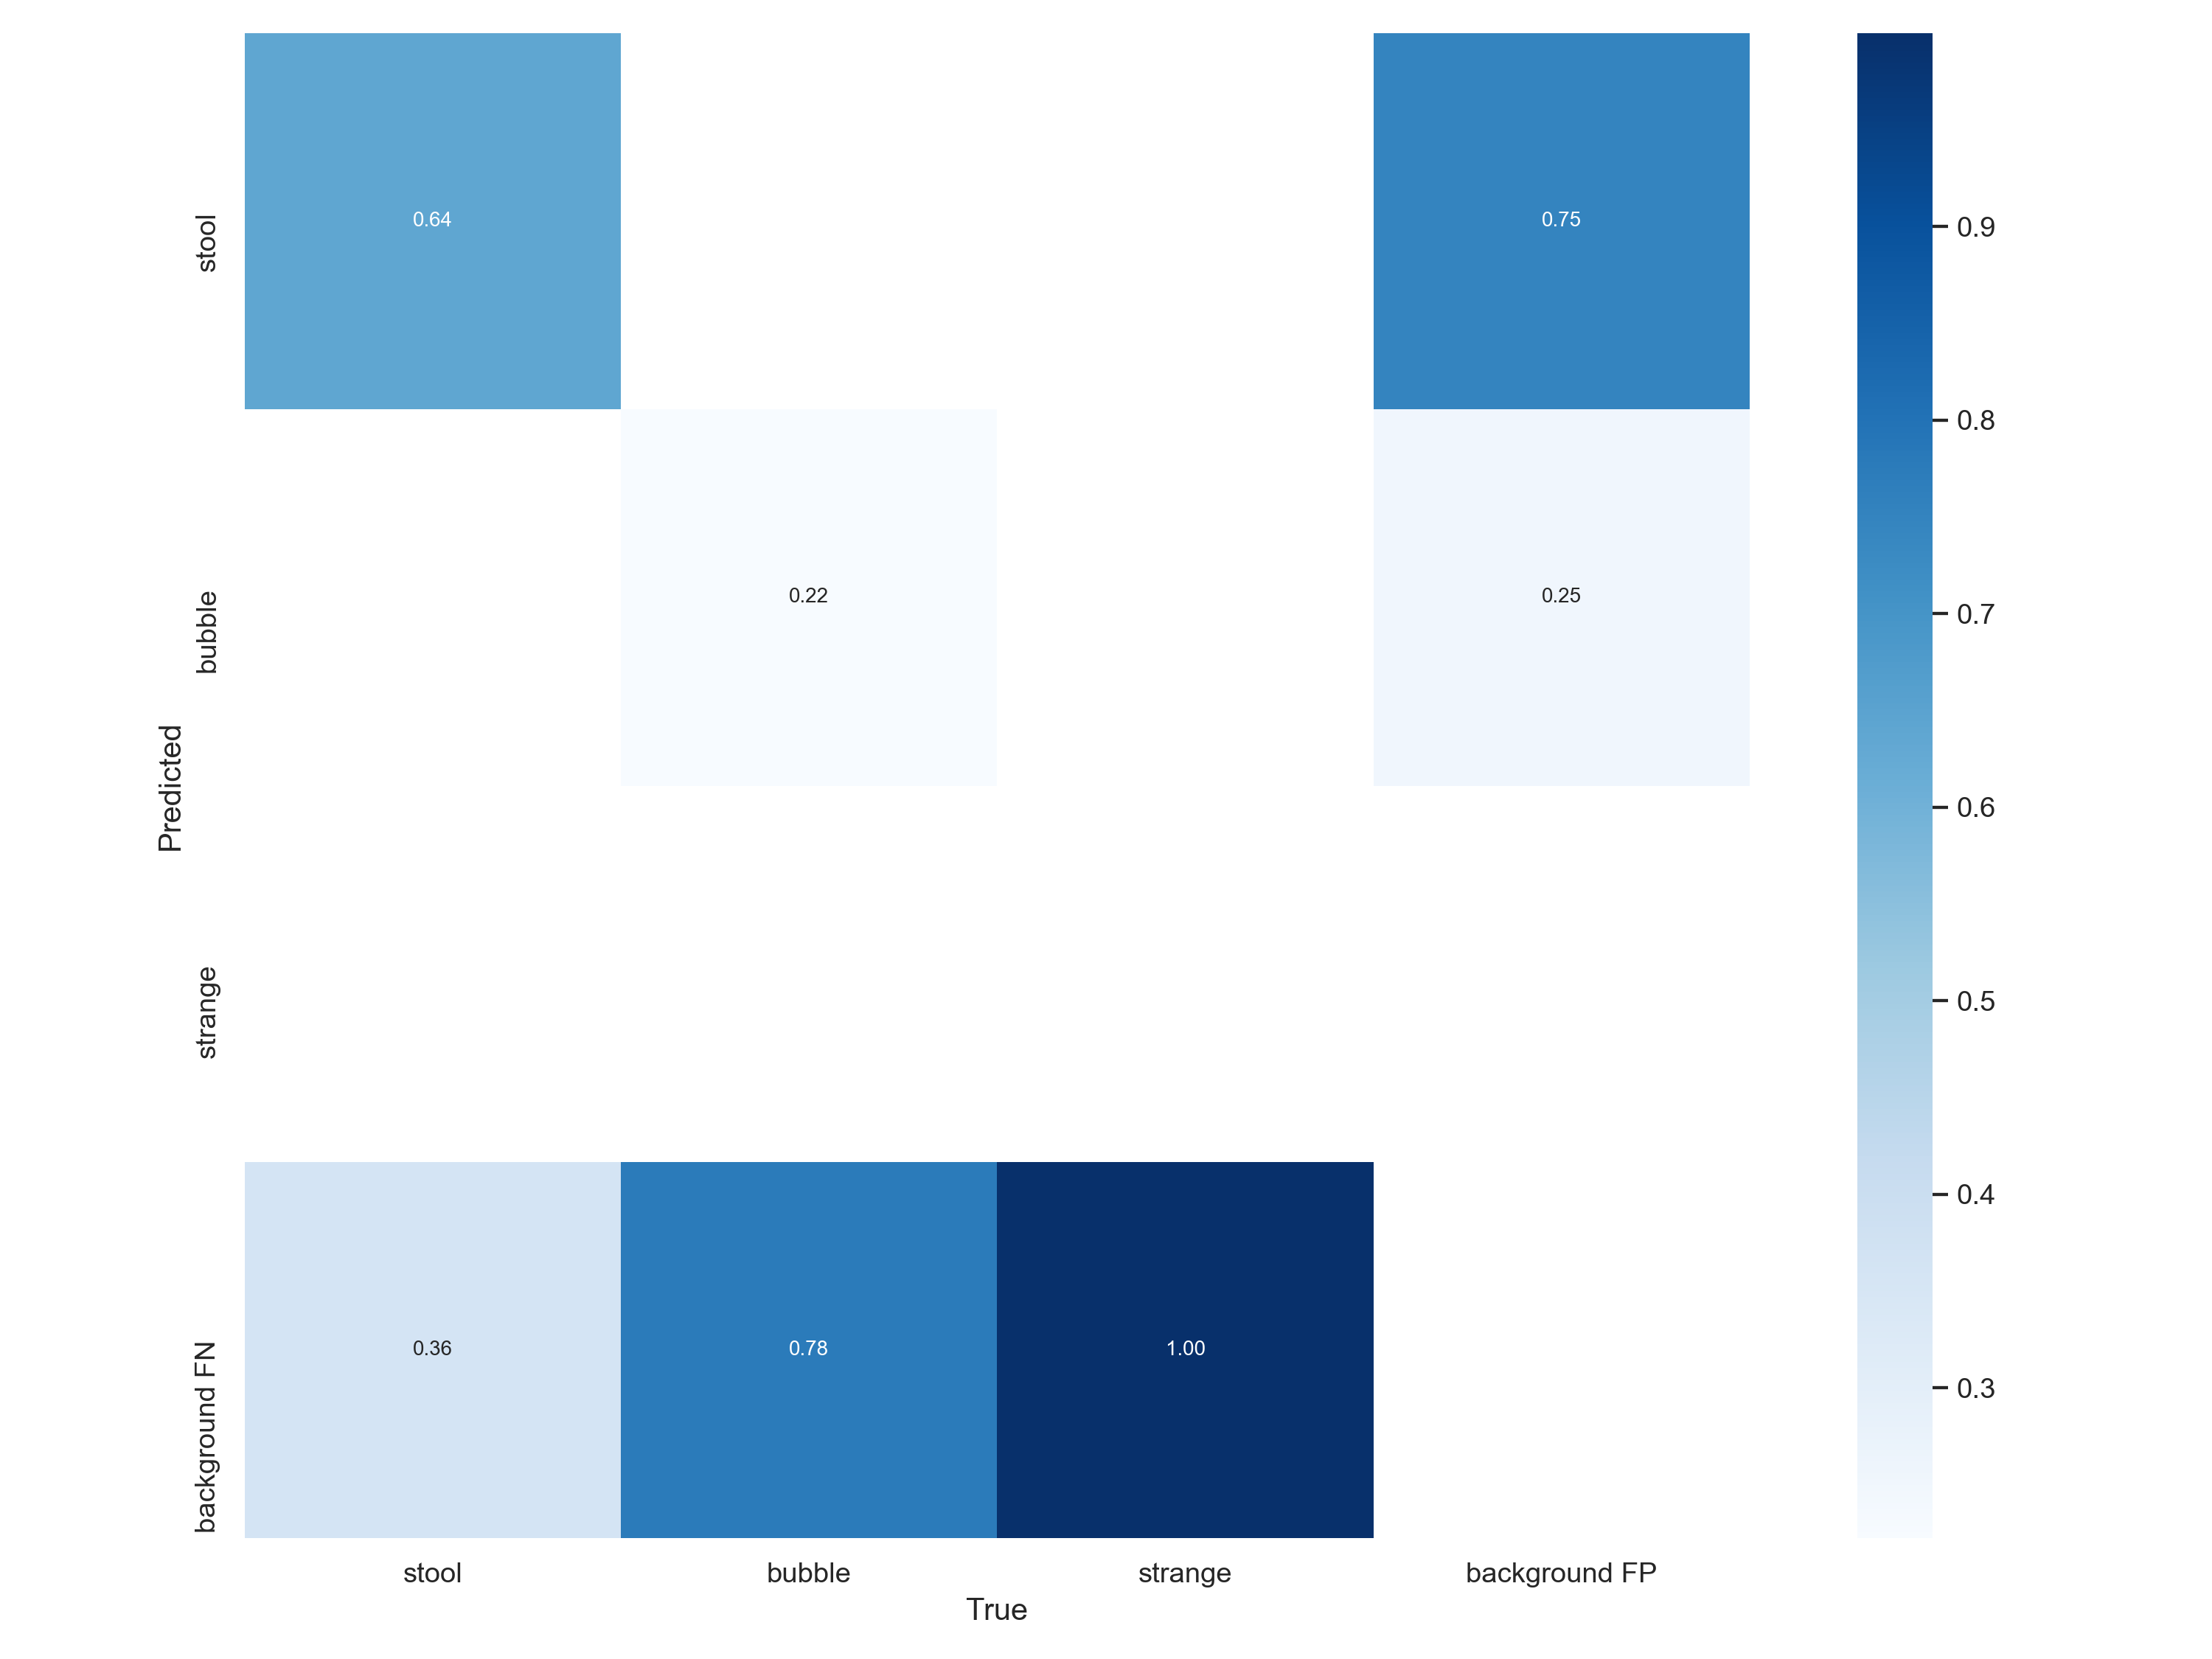 stool
bubble
strange
background FN
Predicted
0.64
0.75
0.22
0.25
0.36
0.78
1.00
stool
bubble
strange
background FP
True
0.9
0.8
0.7
0.6
0.5
0.4
0.3